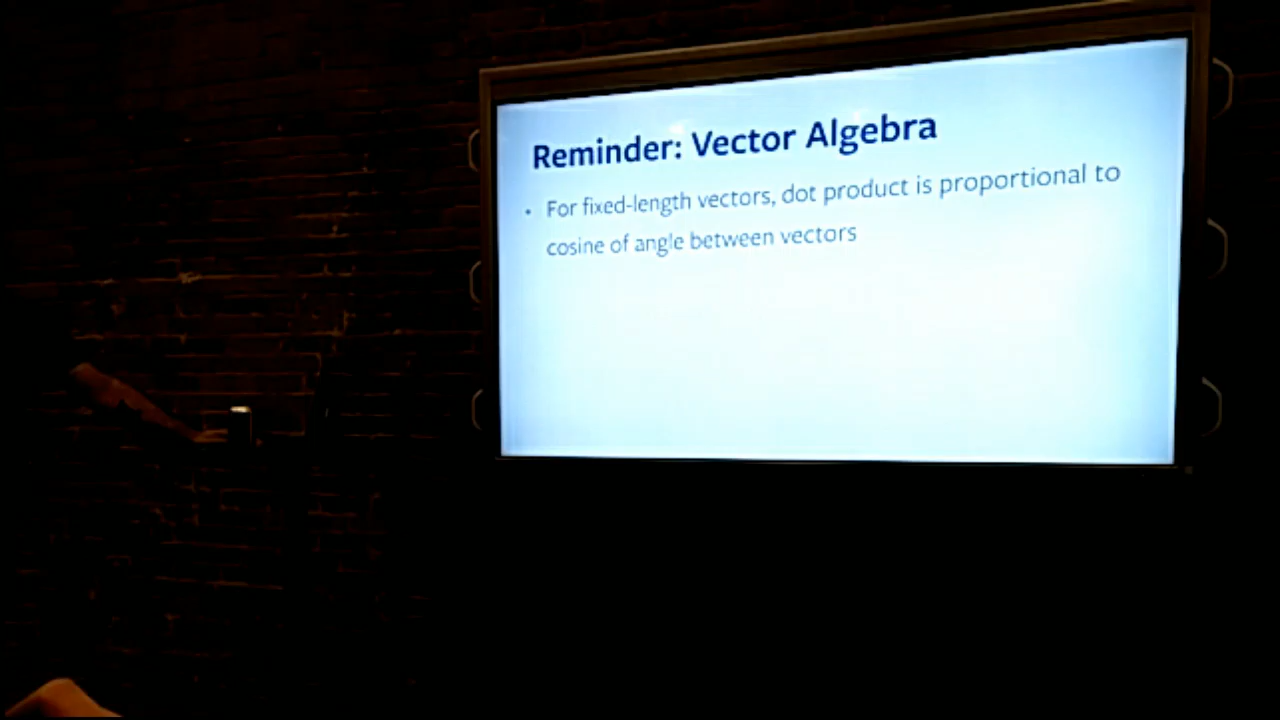 Reminder: Vector Algebra
• For fixed-length vectors, dot product is proportional to
cosine of angle between vectors